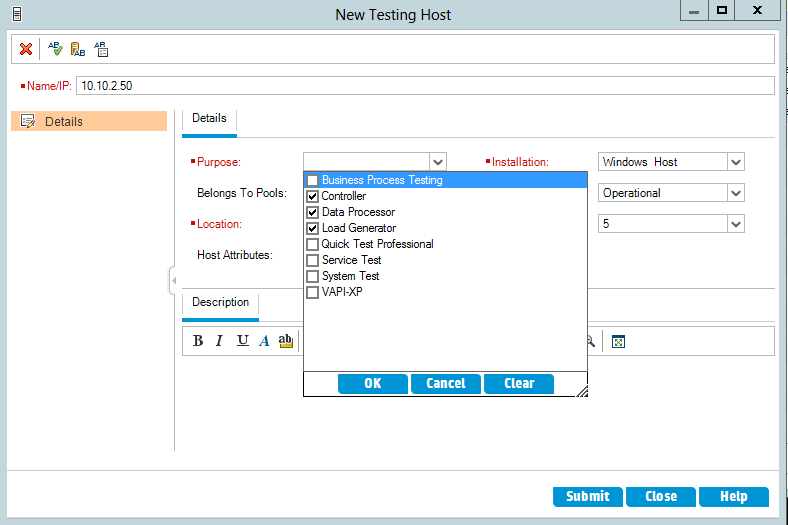 New Testing Host
Name/IP: 10.10.2.50
Details
Details
Purpose:
Installation: Windows Host
Business Process Testing
Belongs To Pools:
Operational
Controller
Data Processor
Location:
Load Generator
5
Quick Test Professional
Host Attributes:
Service Test
System Test
VAPI-XP
Description
B I U A ab
OK Cancel Clear
Submit Close Help